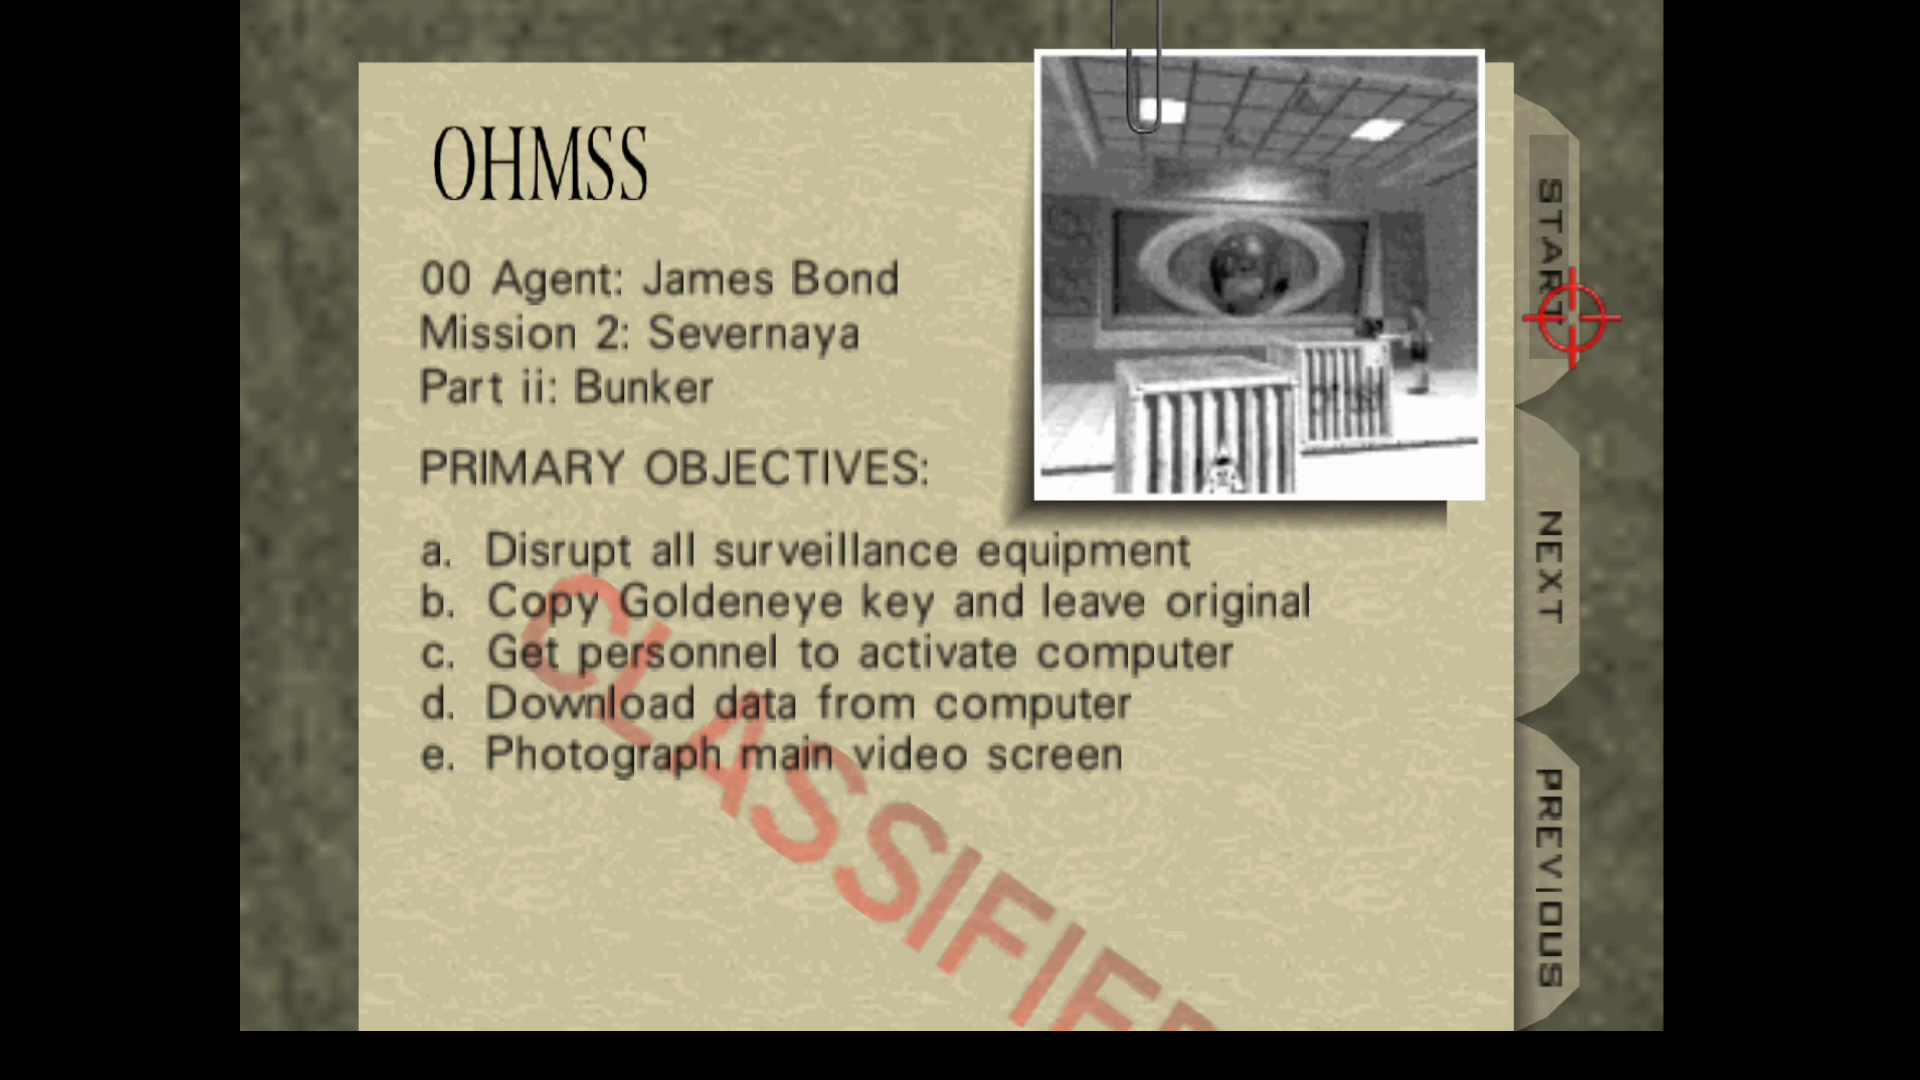 OHMSS
00 Agent: James Bond
Mission 2: Severnaya
Part ii: Bunker
PRIMARY OBJECTIVES:
a. Disrupt all surveillance equipment
b. Copy Goldeneye key and leave original
c. Get personnel to activate computer
d. Download data from computer
e. Photograph main video screen
CLASSIFIED
START
NEXT
PREVIOUS